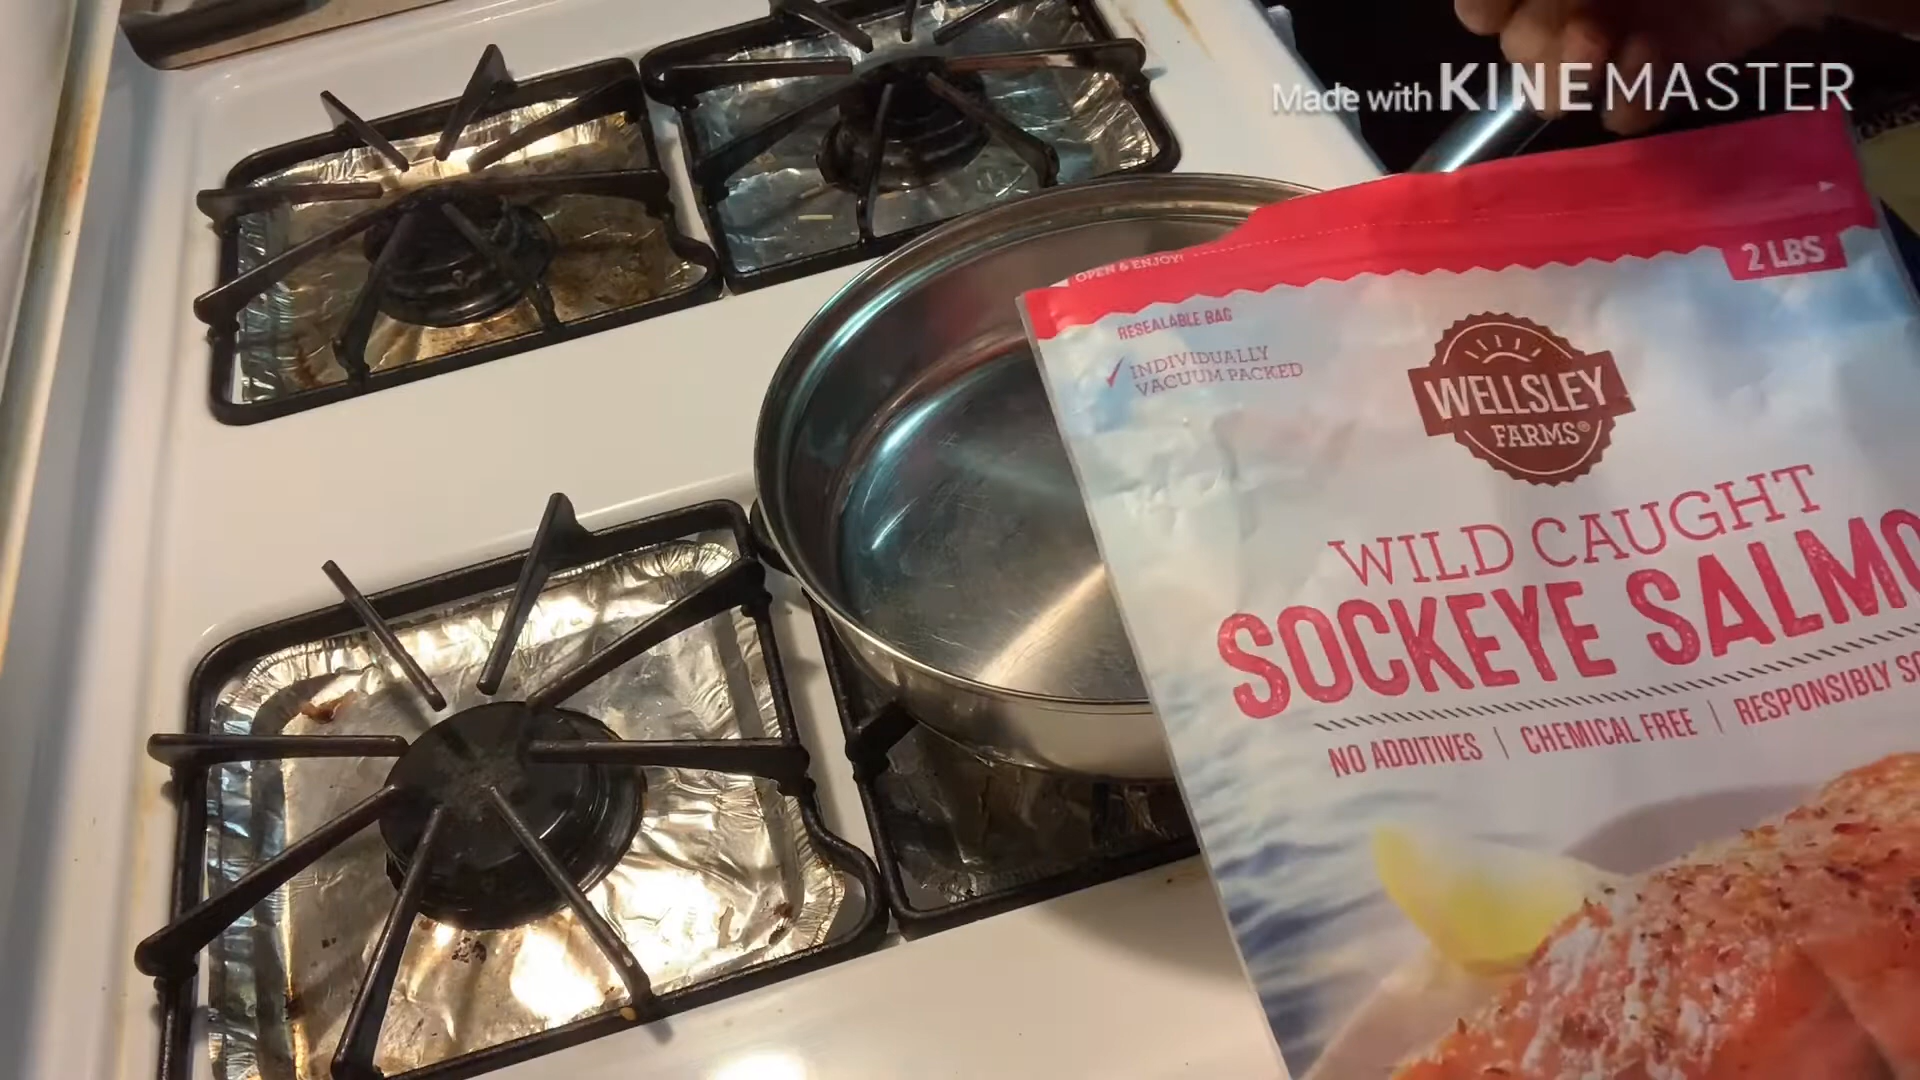 Made with KINEMASTER
OPEN & ENJOY!
2 LBS
RESEALABLE BAG
INDIVIDUALLY
VACUUM PACKED
WELLSLEY
FARMS®
WILD CAUGHT
SOCKEYE SALMO
NO ADDITIVES | CHEMICAL FREE | RESPONSIBLY SO